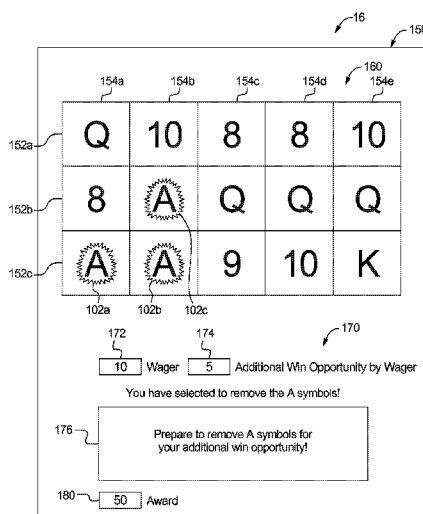 16
150
154a 154b 154c 154d 160 154e
152a Q 10 8 8 10
152b 8 A Q Q Q
152c A A 9 10 K
102a 102b 102c
172 174 170
10 Wager 5 Additional Win Opportunity by Wager
You have selected to remove the A symbols!
176 Prepare to remove A symbols for
your additional win opportunity!
180 50 Award